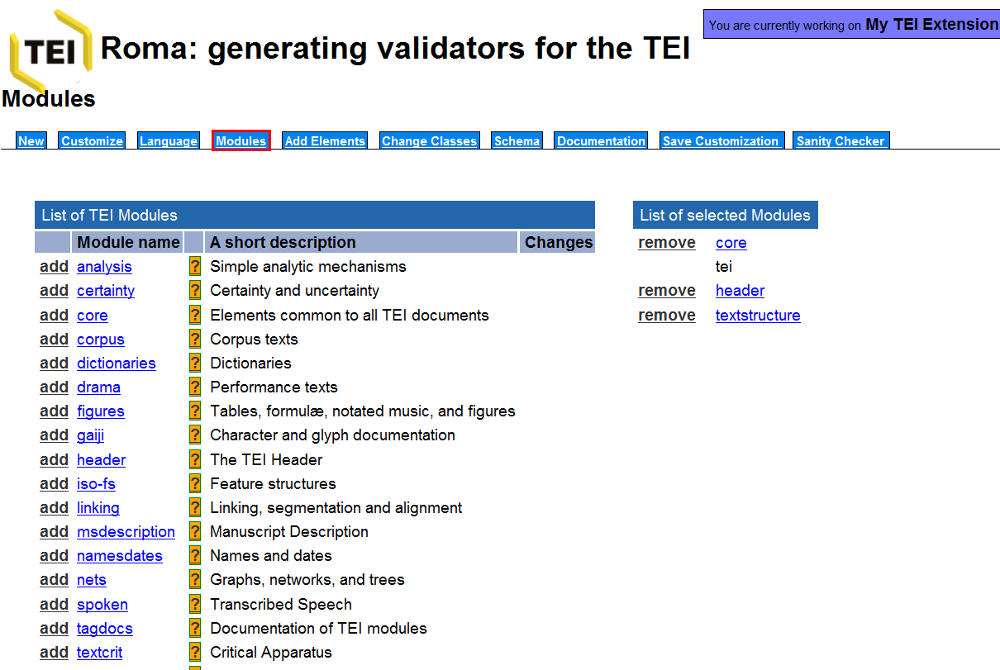 You are currently working on My TEI Extension
TEI Roma: generating validators for the TEI
Modules
New Customize Language Modules Add Elements Change Classes Schema Documentation Save Customization Sanity Checker
List of TEI Modules
Module name A short description Changes
add analysis ? Simple analytic mechanisms
add certainty ? Certainty and uncertainty
add core ? Elements common to all TEI documents
add corpus ? Corpus texts
add dictionaries ? Dictionaries
add drama ? Performance texts
add figures ? Tables, formulæ, notated music, and figures
add gaiji ? Character and glyph documentation
add header ? The TEI Header
add iso-fs ? Feature structures
add linking ? Linking, segmentation and alignment
add msdescription ? Manuscript Description
add namesdates ? Names and dates
add nets ? Graphs, networks, and trees
add spoken ? Transcribed Speech
add tagdocs ? Documentation of TEI modules
add textcrit ? Critical Apparatus
List of selected Modules
remove core
tei
remove header
remove textstructure